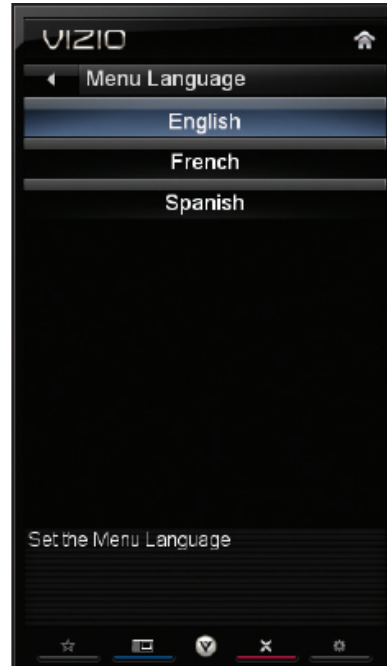 VIZIO
Menu Language
English
French
Spanish
Set the Menu Language